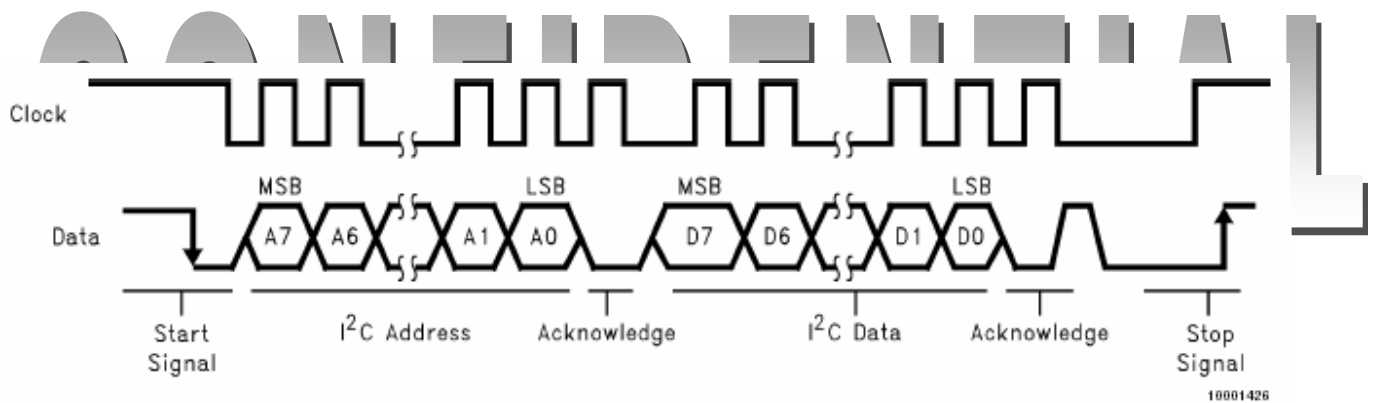 CONFIDENTIAL
Clock
MSB LSB MSB LSB
Data A7 A6 A1 A0 D7 D6 D1 D0
Start Signal
I²C Address
Acknowledge
I²C Data
Acknowledge
Stop Signal
10001426